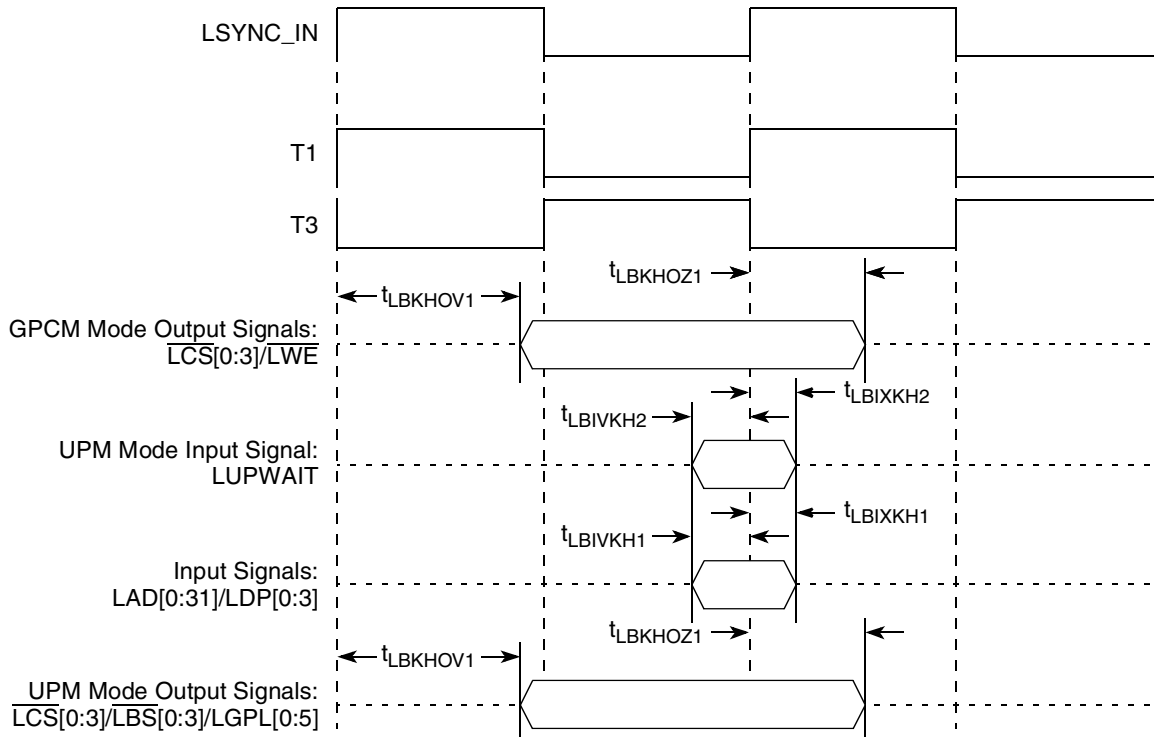 LSYNC_IN
T1
T3
tLBKHOZ1
tLBKHOV1
GPCM Mode Output Signals:
LCS[0:3]/LWE
tLBIXKH2
tLBIVKH2
UPM Mode Input Signal:
LUPWAIT
tLBIXKH1
tLBIVKH1
Input Signals:
LAD[0:31]/LDP[0:3]
tLBKHOZ1
tLBKHOV1
UPM Mode Output Signals:
LCS[0:3]/LBS[0:3]/LGPL[0:5]